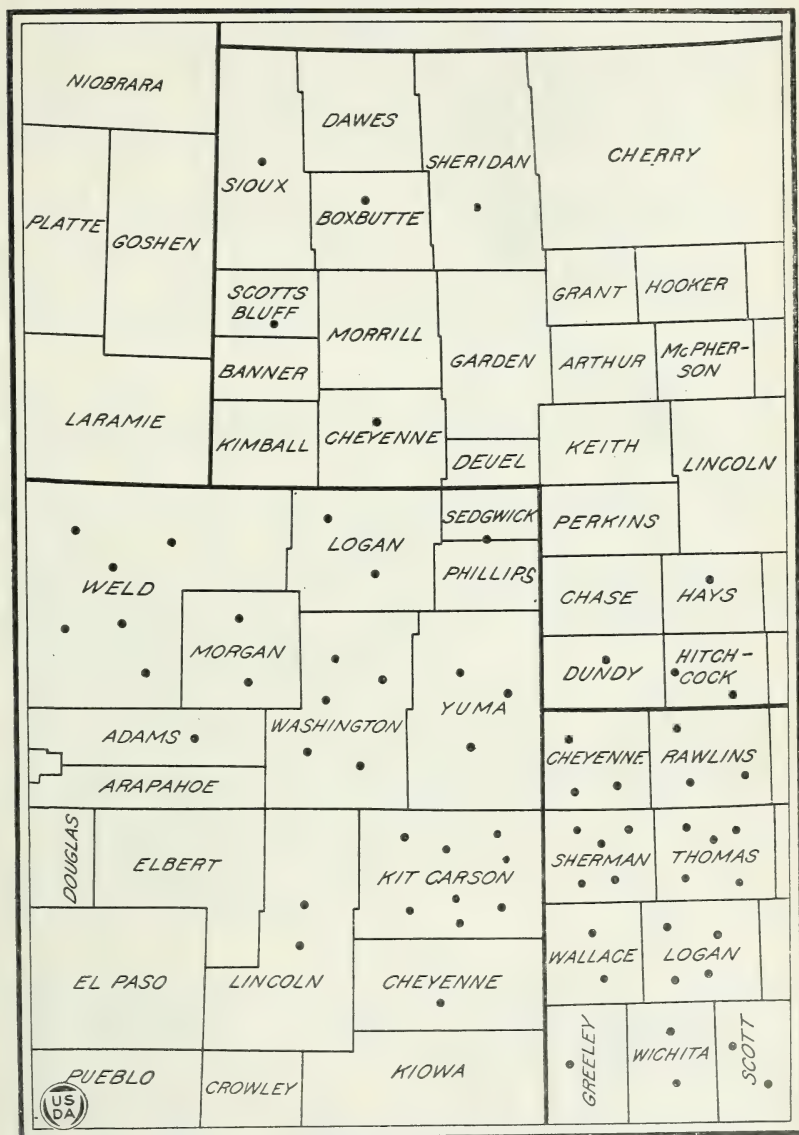 NIOBRARA
DAWES
SHERIDAN
CHERRY
SIOUX
BOXBUTTE
PLATTE
GOSHEN
SCOTTS
BLUFF
MORRILL
GARDEN
GRANT
HOOKER
ARTHUR
McPHER-
SON
BANNER
LARAMIE
KIMBALL
CHEYENNE
DEUEL
KEITH
LINCOLN
SEDGWICK
PERKINS
LOGAN
PHILLIPS
WELD
CHASE
HAYS
MORGAN
DUNDY
HITCH-
COCK
WASHINGTON
YUMA
ADAMS
CHEYENNE
RAWLINS
ARAPAHOE
DOUGLAS
ELBERT
KIT CARSON
SHERMAN
THOMAS
EL PASO
LINCOLN
CHEYENNE
WALLACE
LOGAN
GREELEY
WICHITA
SCOTT
PUEBLO
CROWLEY
KIOWA
US
DA